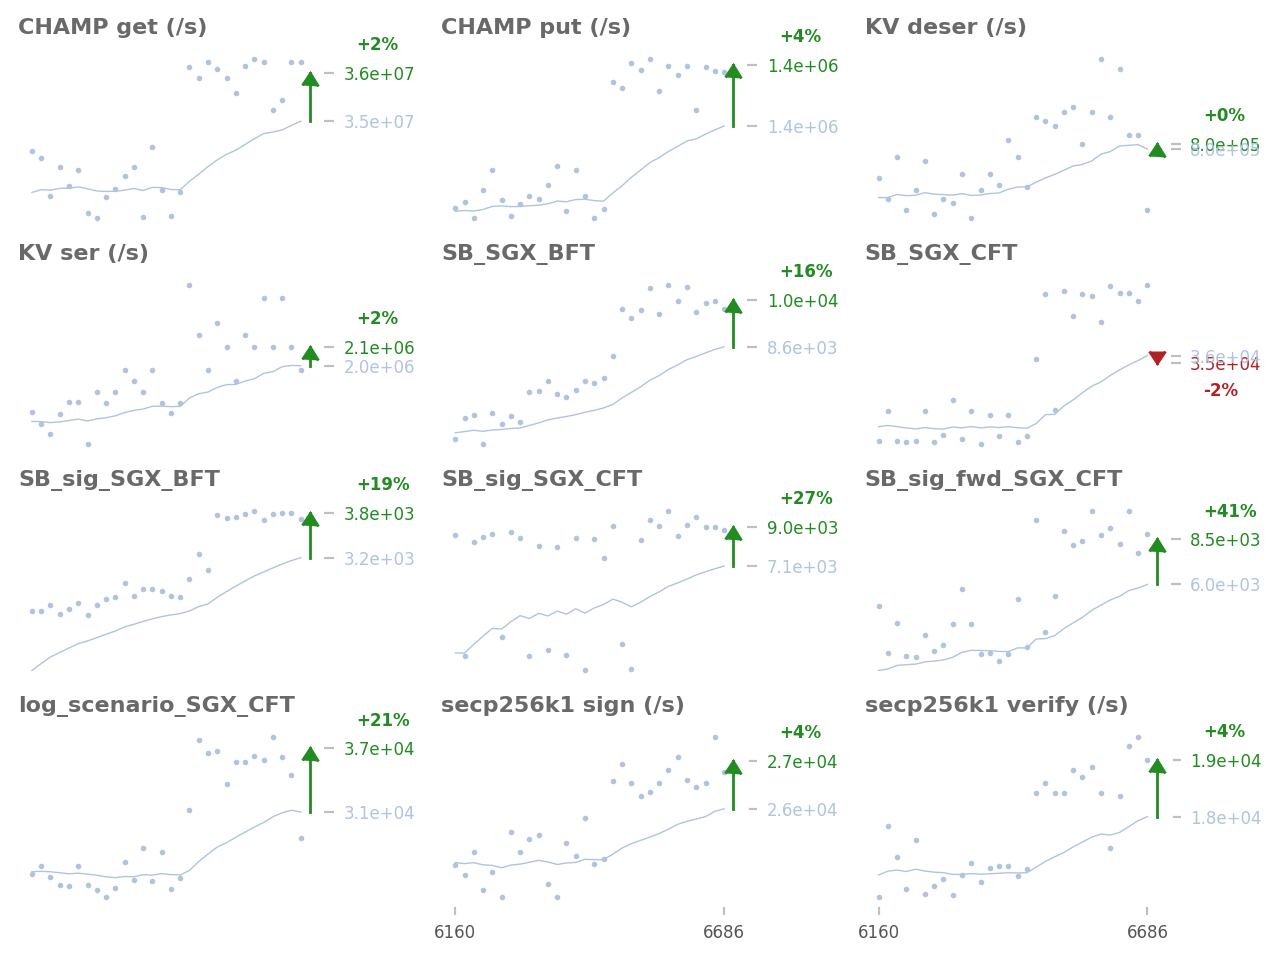 CHAMP get (/s)
+2%
3.6e+07
3.5e+07
CHAMP put (/s)
+4%
1.4e+06
1.4e+06
KV deser (/s)
+0%
8.0e+05
8.0e+05
KV ser (/s)
+2%
2.1e+06
2.0e+06
SB_SGX_BFT
+16%
1.0e+04
8.6e+03
SB_SGX_CFT
3.6e+04
3.5e+04
-2%
SB_sig_SGX_BFT
+19%
3.8e+03
3.2e+03
SB_sig_SGX_CFT
+27%
9.0e+03
7.1e+03
SB_sig_fwd_SGX_CFT
+41%
8.5e+03
6.0e+03
log_scenario_SGX_CFT
+21%
3.7e+04
3.1e+04
secp256k1 sign (/s)
+4%
2.7e+04
2.6e+04
6160
6686
secp256k1 verify (/s)
+4%
1.9e+04
1.8e+04
6160
6686